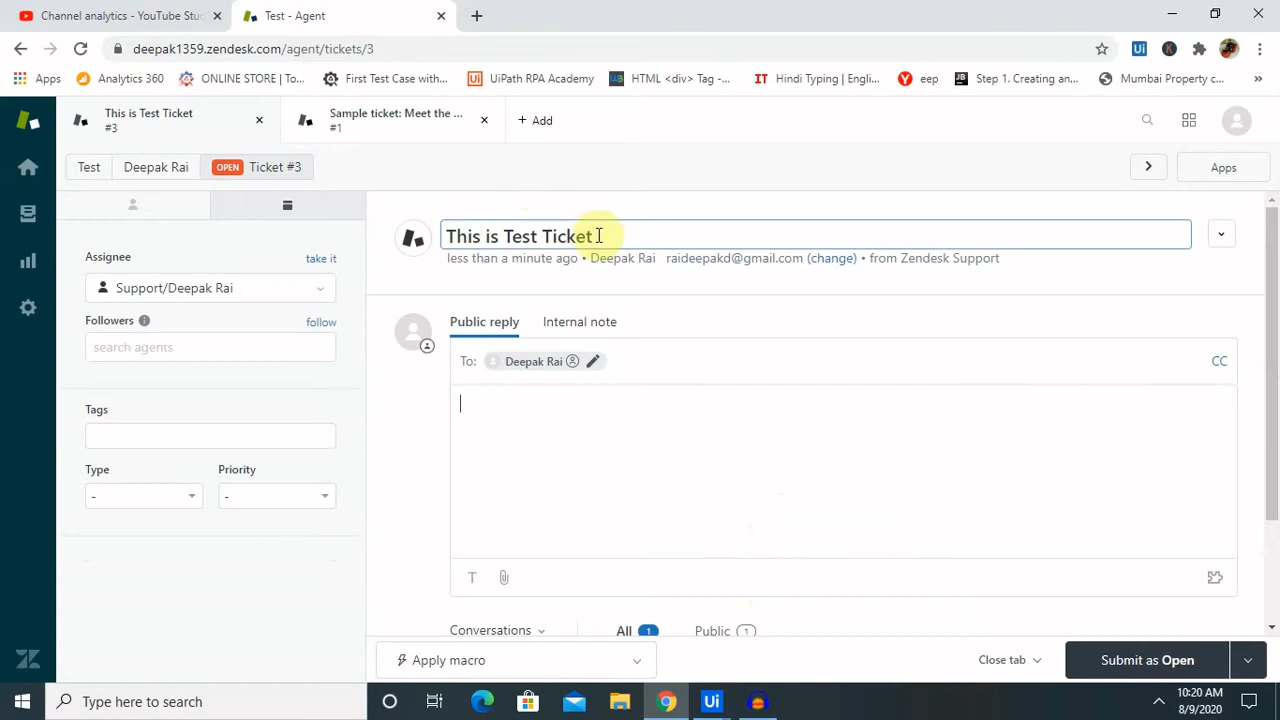 Channel analytics - YouTube Studio
Test - Agent
deepak1359.zendesk.com/agent/tickets/3
Ui
K
Apps
Analytics 360
ONLINE STORE | To...
First Test Case with...
Ui
UiPath RPA Academy
HTML <div> Tag -...
IT
Hindi Typing | Engli...
eep
JB
Step 1. Creating an...
Mumbai Property c...
»
This is Test Ticket
#3
Sample ticket: Meet the ...
#1
+ Add
Test
Deepak Rai
OPEN
Ticket #3
Apps
Assignee
take it
Support/Deepak Rai
Followers
follow
search agents
Tags
Type
Priority
-
-
This is Test Ticket
less than a minute ago • Deepak Rai raideepakd@gmail.com (change) • from Zendesk Support
Public reply
Internal note
To:
Deepak Rai
CC
T
Conversations
All
1
Public
1
Apply macro
Close tab
Submit as Open
Type here to search
Ui
10:20 AM
8/9/2020